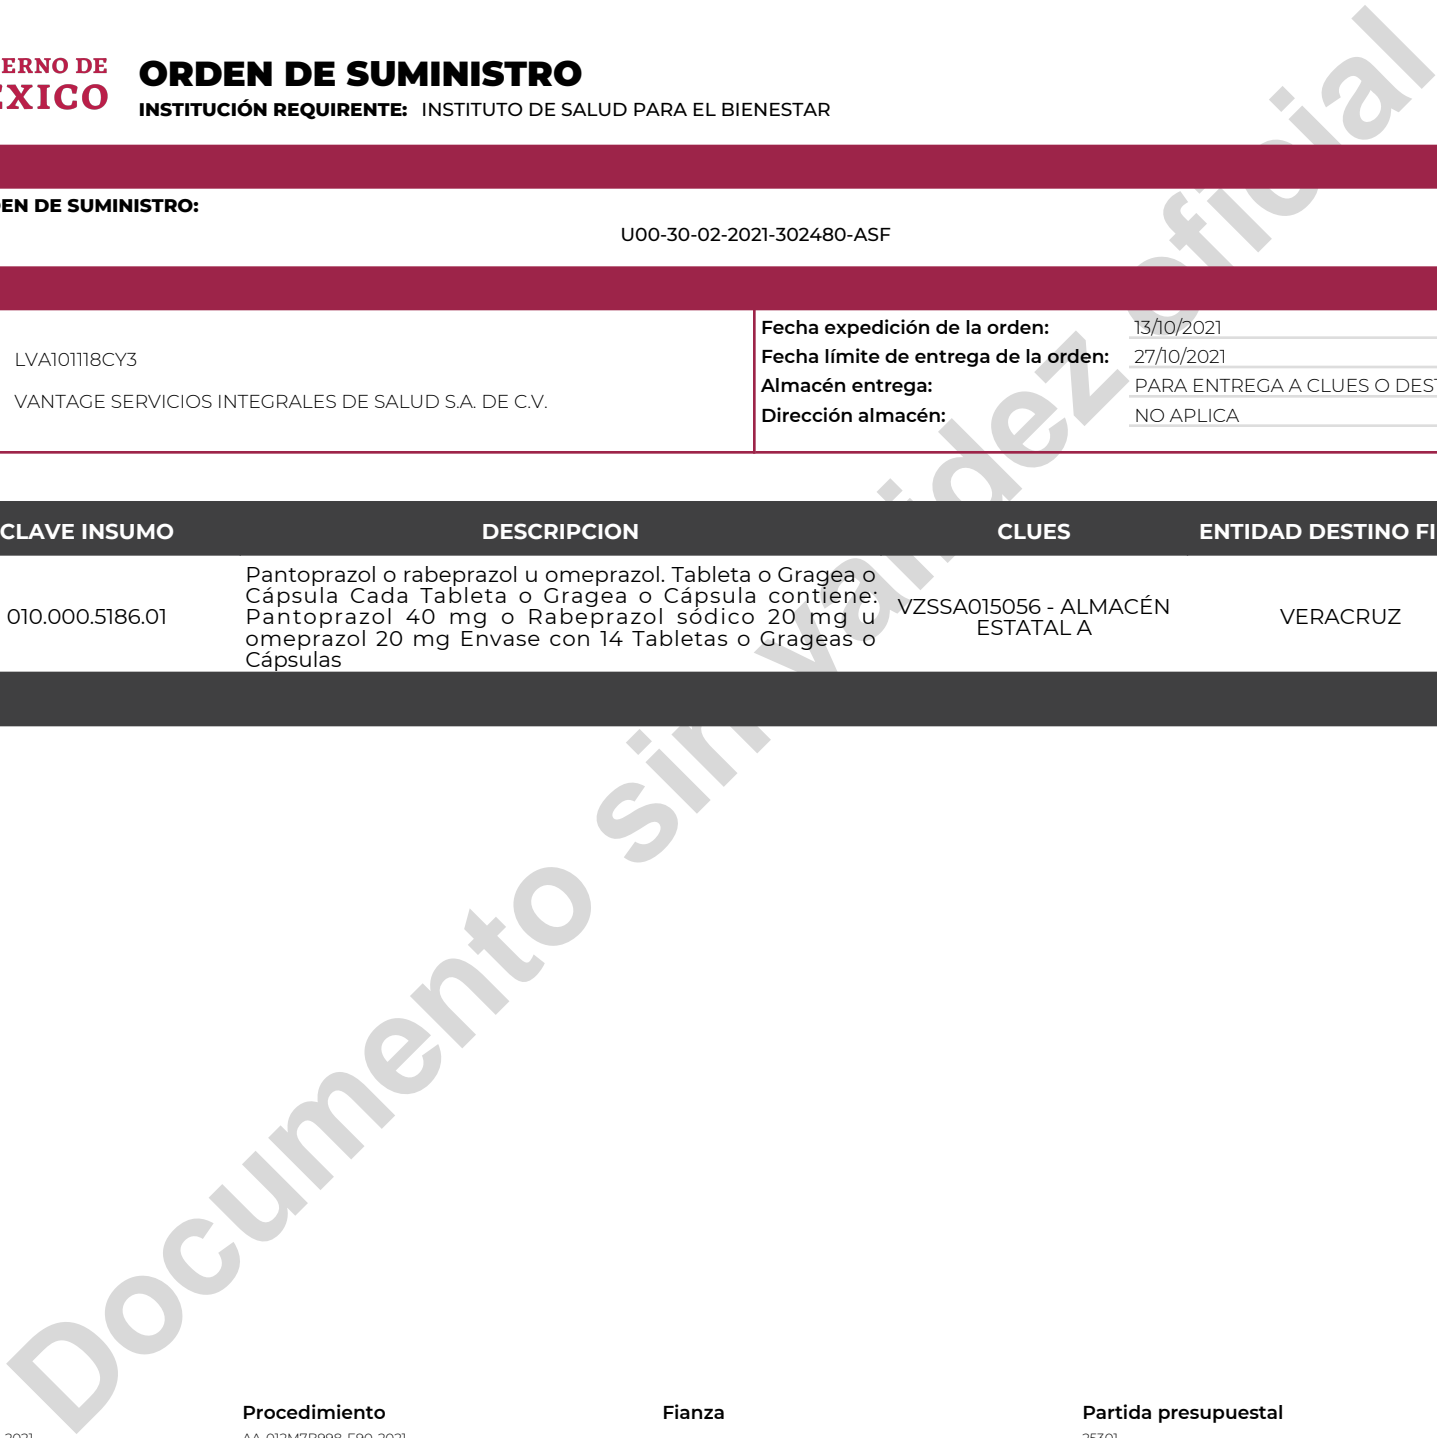 ERNO DE
ORDEN DE SUMINISTRO
INSTITUCIÓN REQUIRENTE: INSTITUTO DE SALUD PARA EL BIENESTAR
EN DE SUMINISTRO:
U00-30-02-2021-302480-ASF
LVA101118CY3
VANTAGE SERVICIOS INTEGRALES DE SALUD S.A. DE C.V.
Fecha expedición de la orden: 13/10/2021
Fecha límite de entrega de la orden: 27/10/2021
Almacén entrega: PARA ENTREGA A CLUES O DEST
Dirección almacén: NO APLICA
CLAVE INSUMO DESCRIPCION CLUES ENTIDAD DESTINO FI
010.000.5186.01
Pantoprazol o rabeprazol u omeprazol. Tableta o Gragea o
Cápsula Cada Tableta o Gragea o Cápsula contiene:
Pantoprazol 40 mg o Rabeprazol sódico 20 mg u
omeprazol 20 mg Envase con 14 Tabletas o Grageas o
Cápsulas
VZSSA015056 - ALMACÉN
ESTATAL A
VERACRUZ
Documento sin validez oficial
Procedimiento Fianza Partida presupuestal